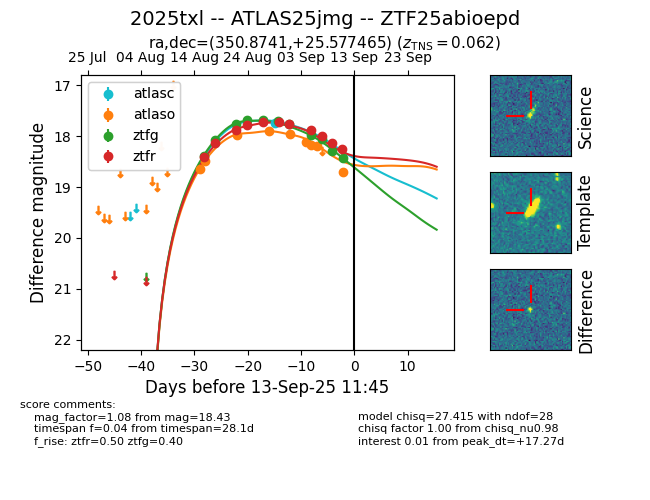 2025txl -- ATLAS25jmg -- ZTF25abioepd
ra,dec=(350.8741,+25.577465) (z_TNS = 0.062)
25 Jul 04 Aug 14 Aug 24 Aug 03 Sep 13 Sep 23 Sep
17
18
19
20
21
22
Difference magnitude
atlasc
atlaso
ztfg
ztfr
−50 −40 −30 −20 −10 0 10
Days before 13-Sep-25 11:45
Science
Template
Difference
score comments:
mag_factor=1.08 from mag=18.43
timespan f=0.04 from timespan=28.1d
f_rise: ztfr=0.50 ztfg=0.40
model chisq=27.415 with ndof=28
chisq factor 1.00 from chisq_nu0.98
interest 0.01 from peak_dt=+17.27d